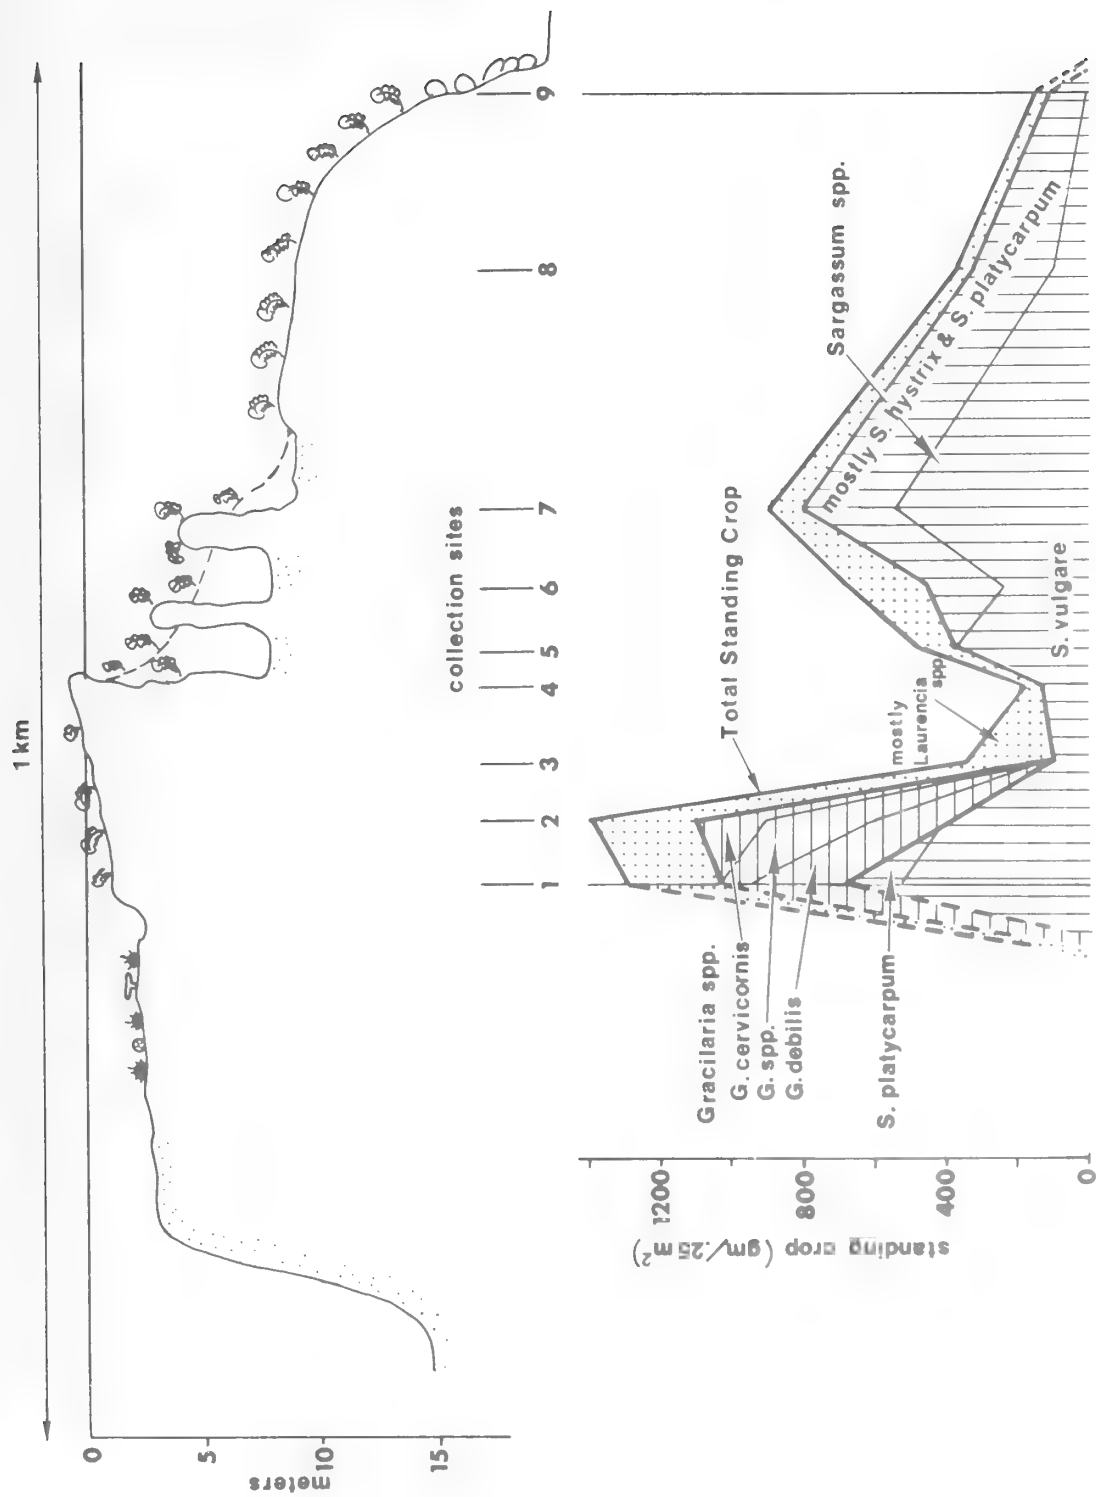 1 km
0
5
10
15
meters
collection sites
1
2
3
4
5
6
7
8
9
standing crop (gm/.25m²)
1200
800
400
0
Gracilaria spp.
G. cervicornis
G. spp.
G. debilis
S. platycarpum
Total Standing Crop
mostly
Laurencia spp
S. vulgare
Sargassum spp.
mostly S. hystrix & S. platycarpum